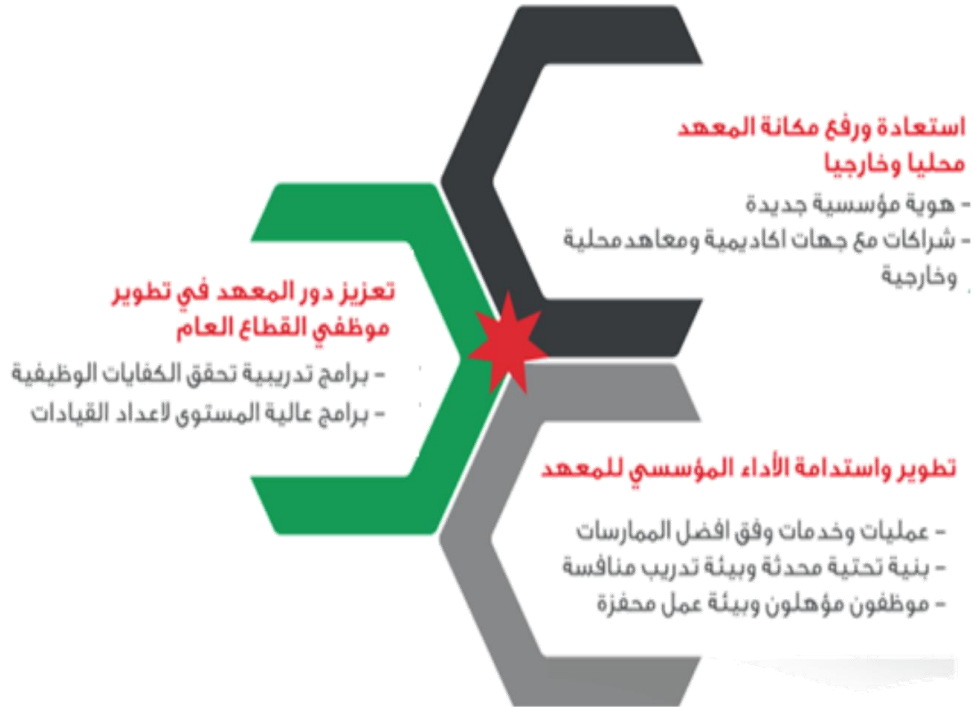 استعادة ورفع مكانة المعهد
محليا وخارجيا
- هوية مؤسسية جديدة
- شراكات مع جهات اكاديمية ومعاهد محلية
وخارجية
تعزيز دور المعهد في تطوير
موظفي القطاع العام
- برامج تدريبية تحقق الكفايات الوظيفية
- برامج عالية المستوى لاعداد القيادات
تطوير واستدامة الأداء المؤسسي للمعهد
- عمليات وخدمات وفق افضل الممارسات
- بنية تحتية محدثة وبيئة تدريب منافسة
- موظفون مؤهلون وبيئة عمل محفزة